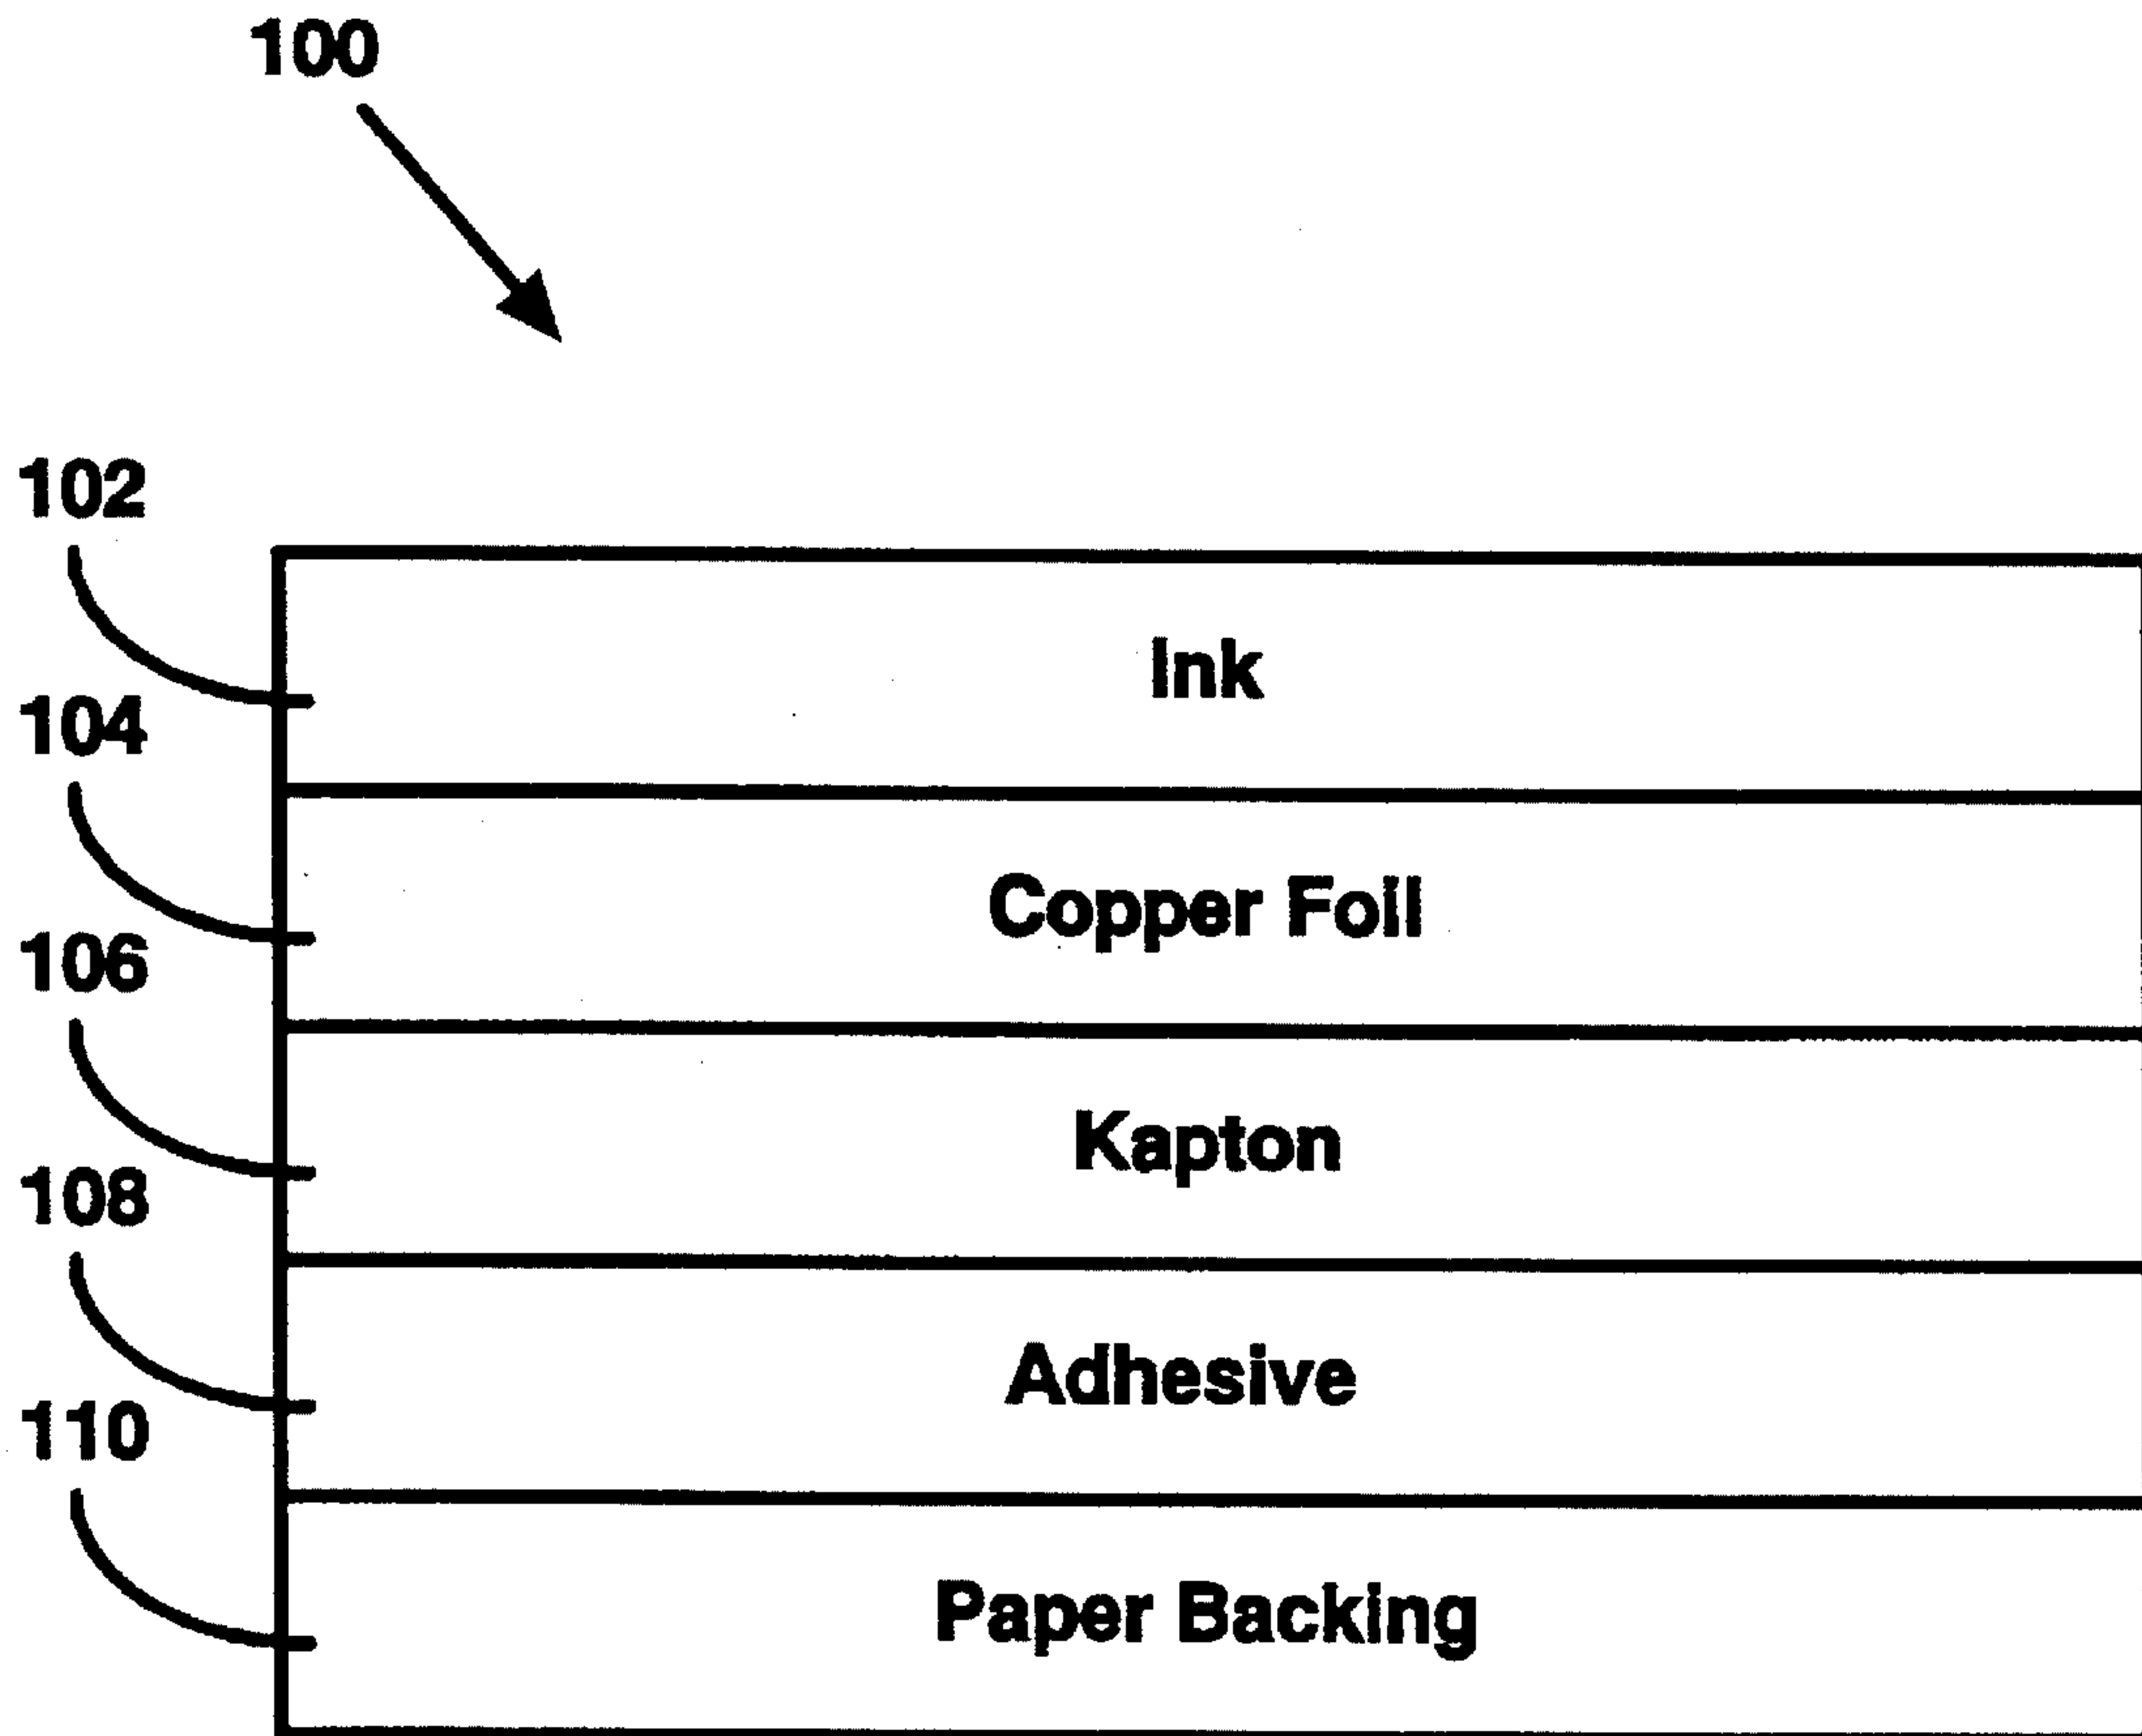 100
102
Ink
104
Copper Foil
106
Kapton
108
Adhesive
110
Paper Backing